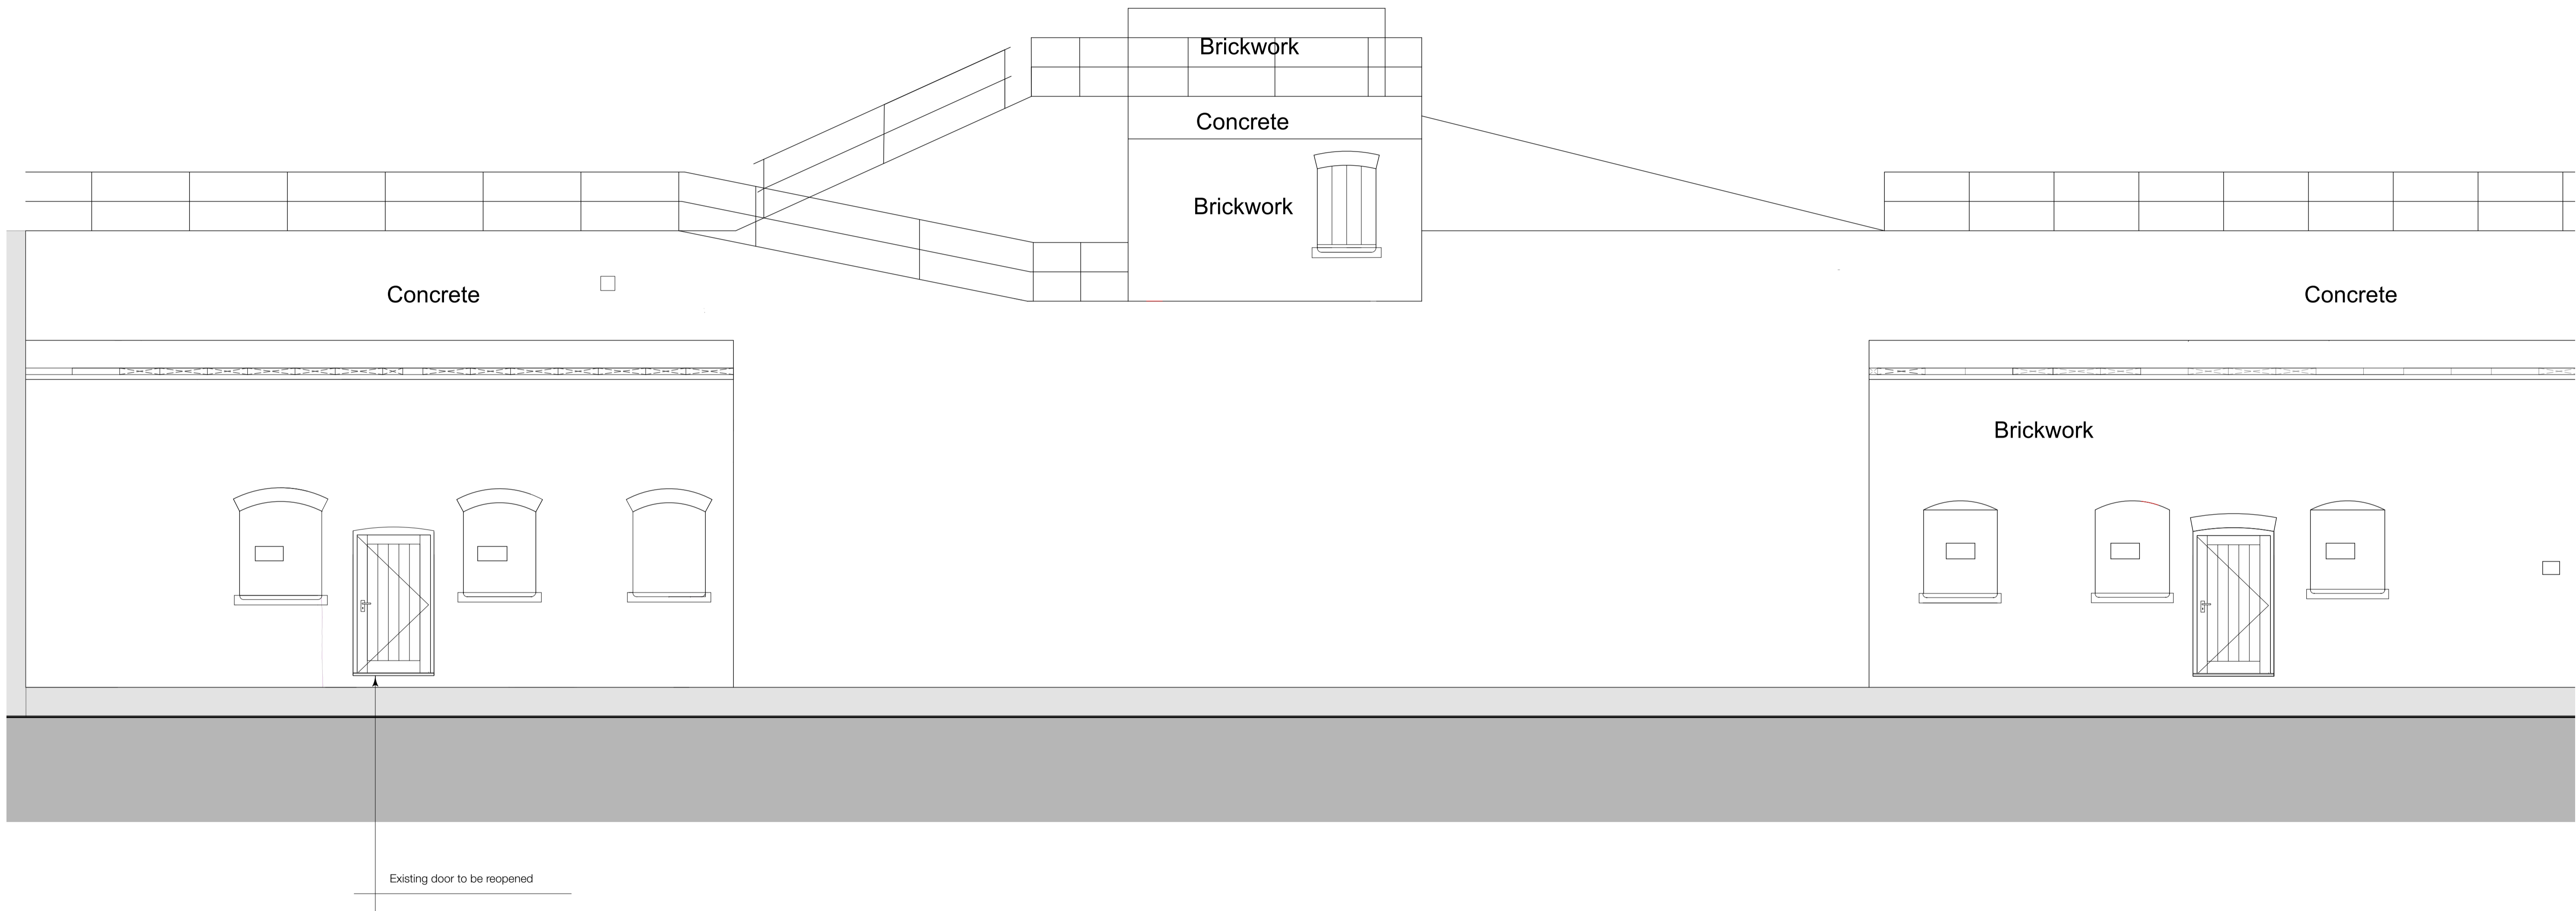 Brickwork
Concrete
Brickwork
Concrete
Concrete
Brickwork
Existing door to be reopened